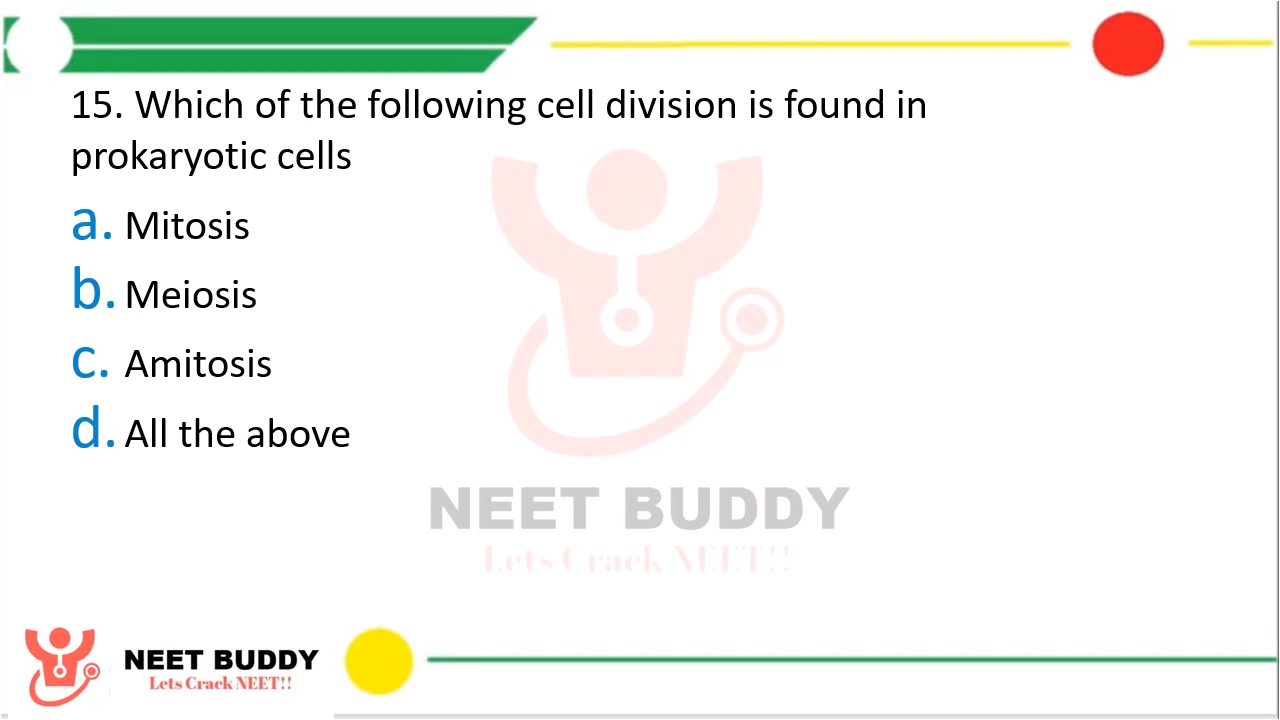 15. Which of the following cell division is found in
prokaryotic cells
a. Mitosis
b. Meiosis
c. Amitosis
d. All the above
NEET BUDDY
Lets Crack NEET!!
NEET BUDDY
Lets Crack NEET!!